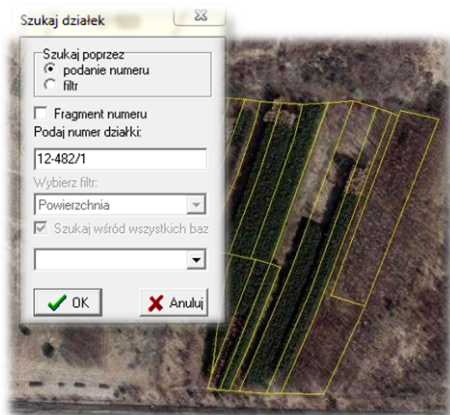 Szukaj działek
Szukaj poprzez
podanie numeru
filtr
Fragment numeru
Podaj numer działki:
12-482/1
Wybierz filtr:
Powierzchnia
Szukaj wśród wszystkich baz
OK
Anuluj